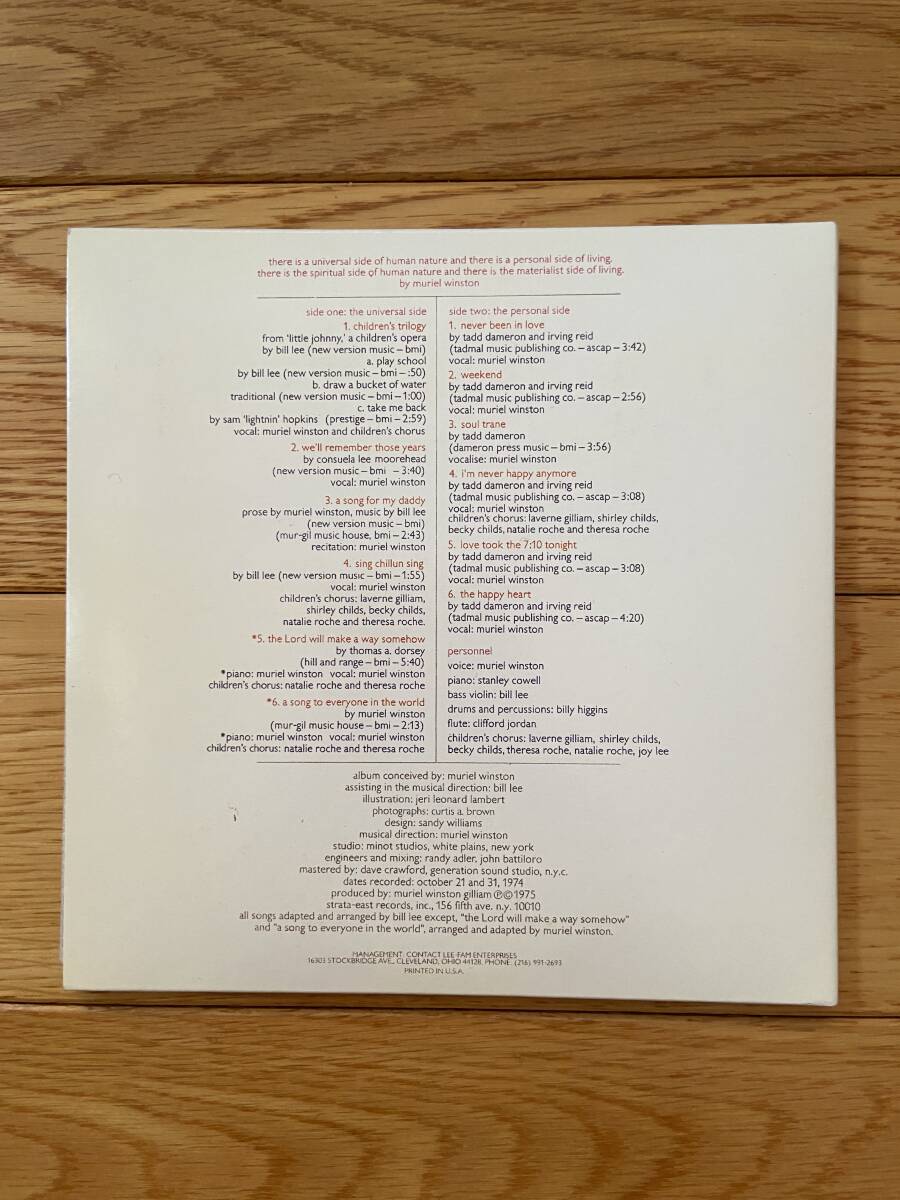 there is a universal side of human nature and there is a personal side of living.
there is the spiritual side of human nature and there is the materialist side of living.
by muriel winston
side one: the universal side
1. children's trilogy
from 'little johnny,' a children's opera
by bill lee (new version music – bmi)
a. play school
by bill lee (new version music – bmi – :50)
b. draw a bucket of water
traditional (new version music – bmi – 1:00)
c. take me back
by sam 'lightnin' hopkins (prestige – bmi – 2:59)
vocal: muriel winston and children's chorus
2. we'll remember those years
by consuela lee moorehead
(new version music – bmi – 3:40)
vocal: muriel winston
3. a song for my daddy
prose by muriel winston, music by bill lee
(new version music – bmi)
(mur-gil music house, bmi – 2:43)
recitation: muriel winston
4. sing chillun sing
by bill lee (new version music – bmi – 1:55)
vocal: muriel winston
children's chorus: laverne gilliam,
shirley childs, becky childs,
natalie roche and theresa roche.
*5. the Lord will make a way somehow
by thomas a. dorsey
(hill and range – bmi – 5:40)
*piano: muriel winston vocal: muriel winston
children's chorus: natalie roche and theresa roche
*6. a song to everyone in the world
by muriel winston
(mur-gil music house – bmi – 2:13)
*piano: muriel winston vocal: muriel winston
children's chorus: natalie roche and theresa roche
side two: the personal side
1. never been in love
by tadd dameron and irving reid
(tadmal music publishing co. – ascap – 3:42)
vocal: muriel winston
2. weekend
by tadd dameron and irving reid
(tadmal music publishing co. – ascap – 2:56)
vocal: muriel winston
3. soul trane
by tadd dameron
(dameron press music – bmi – 3:56)
vocalise: muriel winston
4. i'm never happy anymore
by tadd dameron and irving reid
(tadmal music publishing co. – ascap – 3:08)
vocal: muriel winston
children's chorus: laverne gilliam, shirley childs,
becky childs, natalie roche and theresa roche
5. love took the 7:10 tonight
by tadd dameron and irving reid
(tadmal music publishing co. – ascap – 3:08)
vocal: muriel winston
6. the happy heart
by tadd dameron and irving reid
(tadmal music publishing co. – ascap – 4:20)
vocal: muriel winston
personnel
voice: muriel winston
piano: stanley cowell
bass violin: bill lee
drums and percussions: billy higgins
flute: clifford jordan
children's chorus: laverne gilliam, shirley childs,
becky childs, theresa roche, natalie roche, joy lee
album conceived by: muriel winston
assisting in the musical direction: bill lee
illustration: jeri leonard lambert
photographs: curtis a. brown
design: sandy williams
musical direction: muriel winston
studio: minot studios, white plains, new york
engineers and mixing: randy adler, john battiloro
mastered by: dave crawford, generation sound studio, n.y.c.
dates recorded: october 21 and 31, 1974
produced by: muriel winston gilliam ℗©1975
strata-east records, inc., 156 fifth ave. n.y. 10010
all songs adapted and arranged by bill lee except, "the Lord will make a way somehow"
and "a song to everyone in the world", arranged and adapted by muriel winston.
MANAGEMENT: CONTACT LEE-FAM ENTERPRISES
16303 STOCKBRIDGE AVE., CLEVELAND, OHIO 44128, PHONE: (216) 991-2693
PRINTED IN U.S.A.